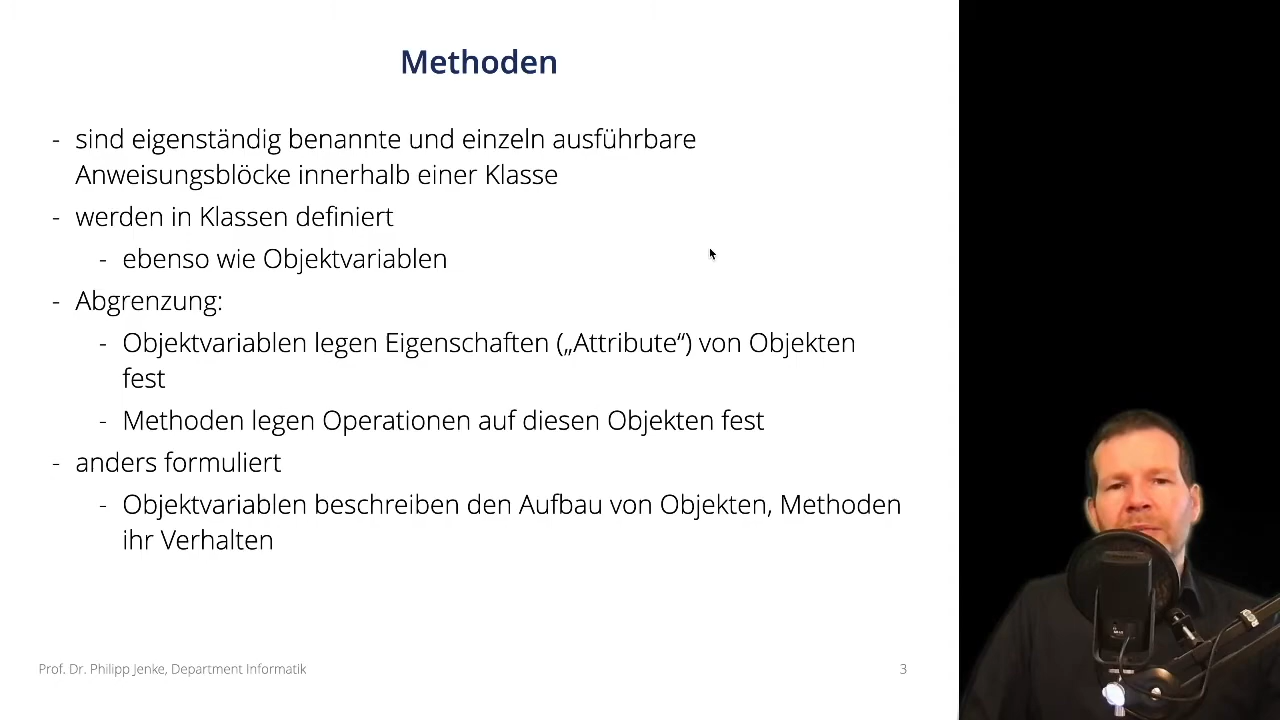 Methoden
- sind eigenständig benannte und einzeln ausführbare
Anweisungsblöcke innerhalb einer Klasse
- werden in Klassen definiert
- ebenso wie Objektvariablen
- Abgrenzung:
- Objektvariablen legen Eigenschaften („Attribute“) von Objekten
fest
- Methoden legen Operationen auf diesen Objekten fest
- anders formuliert
- Objektvariablen beschreiben den Aufbau von Objekten, Methoden
ihr Verhalten
Prof. Dr. Philipp Jenke, Department Informatik
3